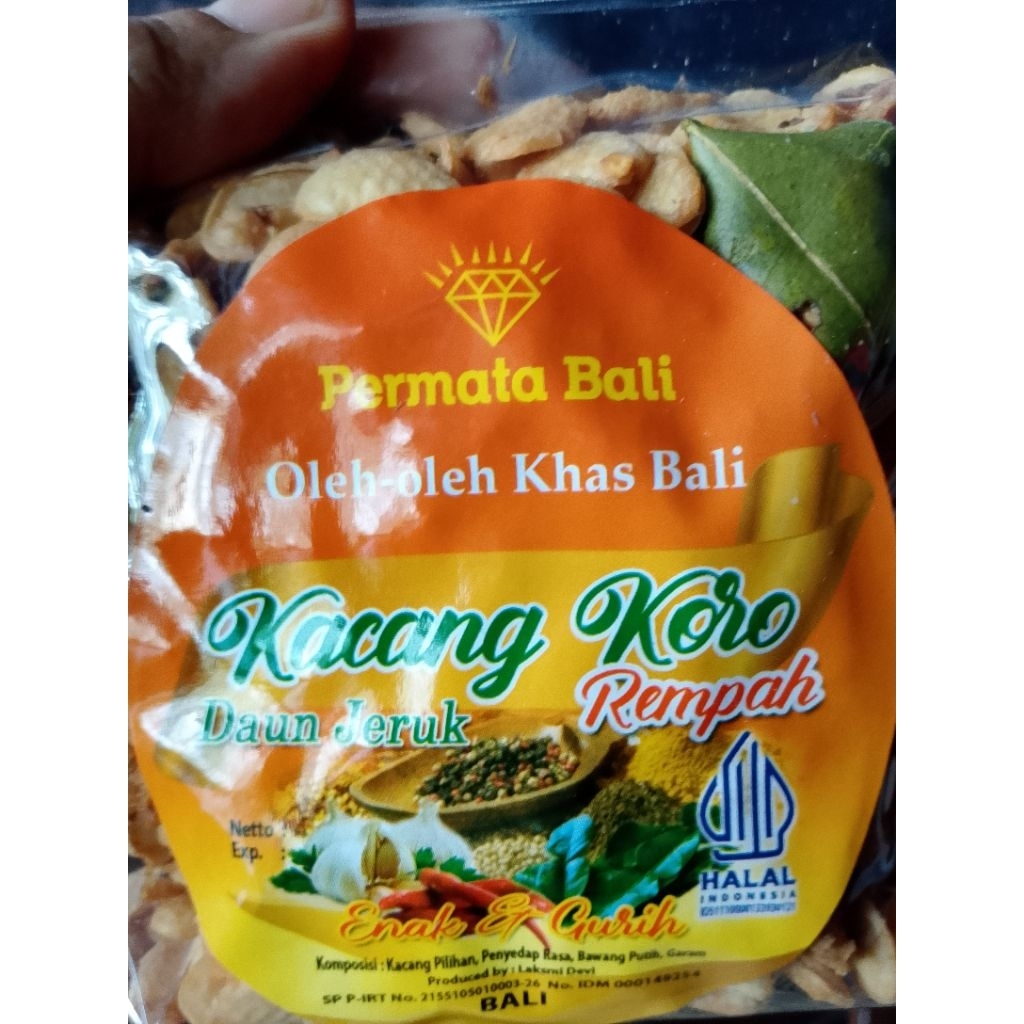 Permata Bali
Oleh-oleh Khas Bali
Kacang Koro
Rempah
Daun Jeruk
Netto :
Exp. :
HALAL
INDONESIA
Enak & Gurih
Komposisi : Kacang Pilihan, Penyedap Rasa, Bawang Putih, Garam
Produced by : Laksmi Devi
SP P-IRT No. 2155105010003-26 No. IDM 000149254
BALI